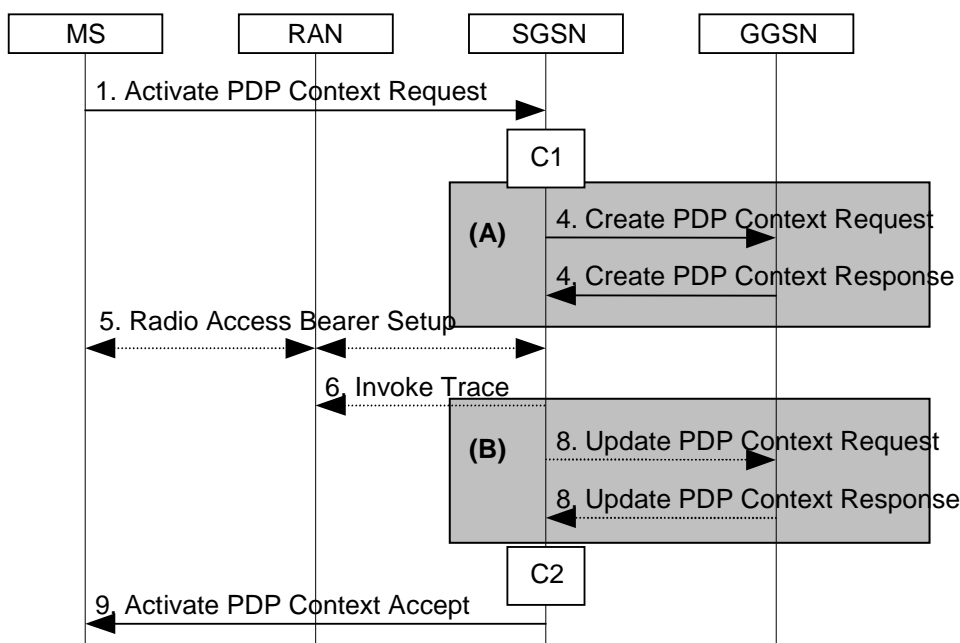 MS
RAN
SGSN
GGSN
1. Activate PDP Context Request
C1
(A)
4. Create PDP Context Request
4. Create PDP Context Response
5. Radio Access Bearer Setup
6. Invoke Trace
(B)
8. Update PDP Context Request
8. Update PDP Context Response
C2
9. Activate PDP Context Accept